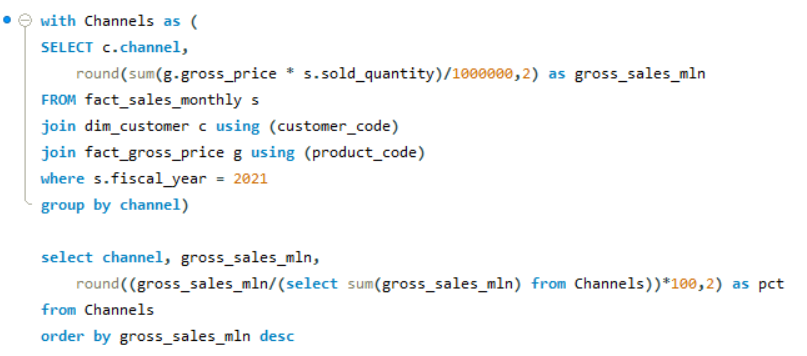 with Channels as (
SELECT c.channel,
round(sum(g.gross_price * s.sold_quantity)/1000000,2) as gross_sales_mln
FROM fact_sales_monthly s
join dim_customer c using (customer_code)
join fact_gross_price g using (product_code)
where s.fiscal_year = 2021
group by channel)
select channel, gross_sales_mln,
round((gross_sales_mln/(select sum(gross_sales_mln) from Channels))*100,2) as pct
from Channels
order by gross_sales_mln desc